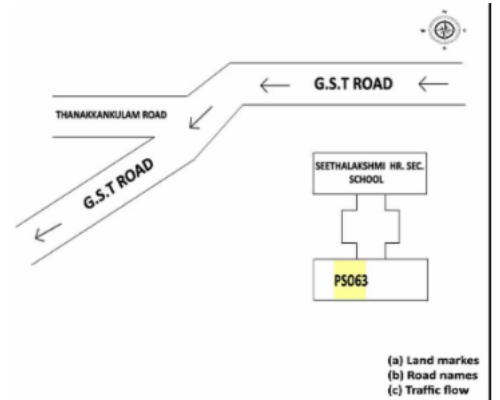 G.S.T ROAD
THANAKKANKULAM ROAD
G.S.T ROAD
SEETHALAKSHMI HR. SEC.
SCHOOL
PS063
(a) Land markes
(b) Road names
(c) Traffic flow